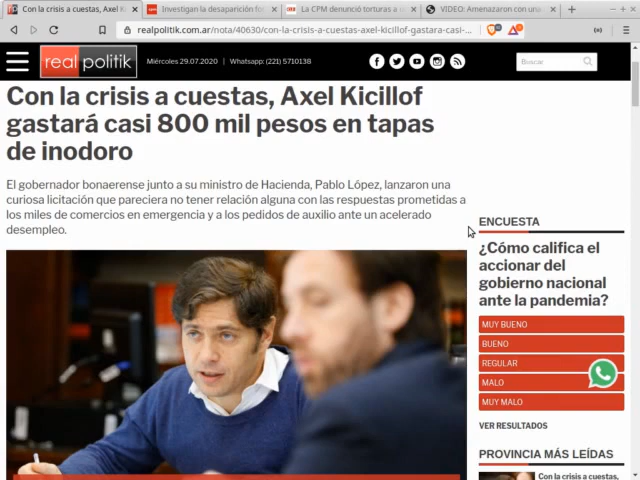 Con la crisis a cuestas, Axel K
Investigan la desaparición for
La CPM denunció torturas a c
VIDEO: Amenazaron con una
realpolitik.com.ar/nota/40630/con-la-crisis-a-cuestas-axel-kicillof-gastara-casi-...
real politik
Miércoles 29.07.2020 | Whatsapp: (221) 5710138
Buscar
Con la crisis a cuestas, Axel Kicillof
gastará casi 800 mil pesos en tapas
de inodoro
El gobernador bonaerense junto a su ministro de Hacienda, Pablo López, lanzaron una
curiosa licitación que pareciera no tener relación alguna con las respuestas prometidas a
los miles de comercios en emergencia y a los pedidos de auxilio ante un acelerado
desempleo.
ENCUESTA
¿Cómo califica el
accionar del
gobierno nacional
ante la pandemia?
MUY BUENO
BUENO
REGULAR
MALO
MUY MALO
VER RESULTADOS
PROVINCIA MÁS LEÍDAS
Con la crisis a cuestas,